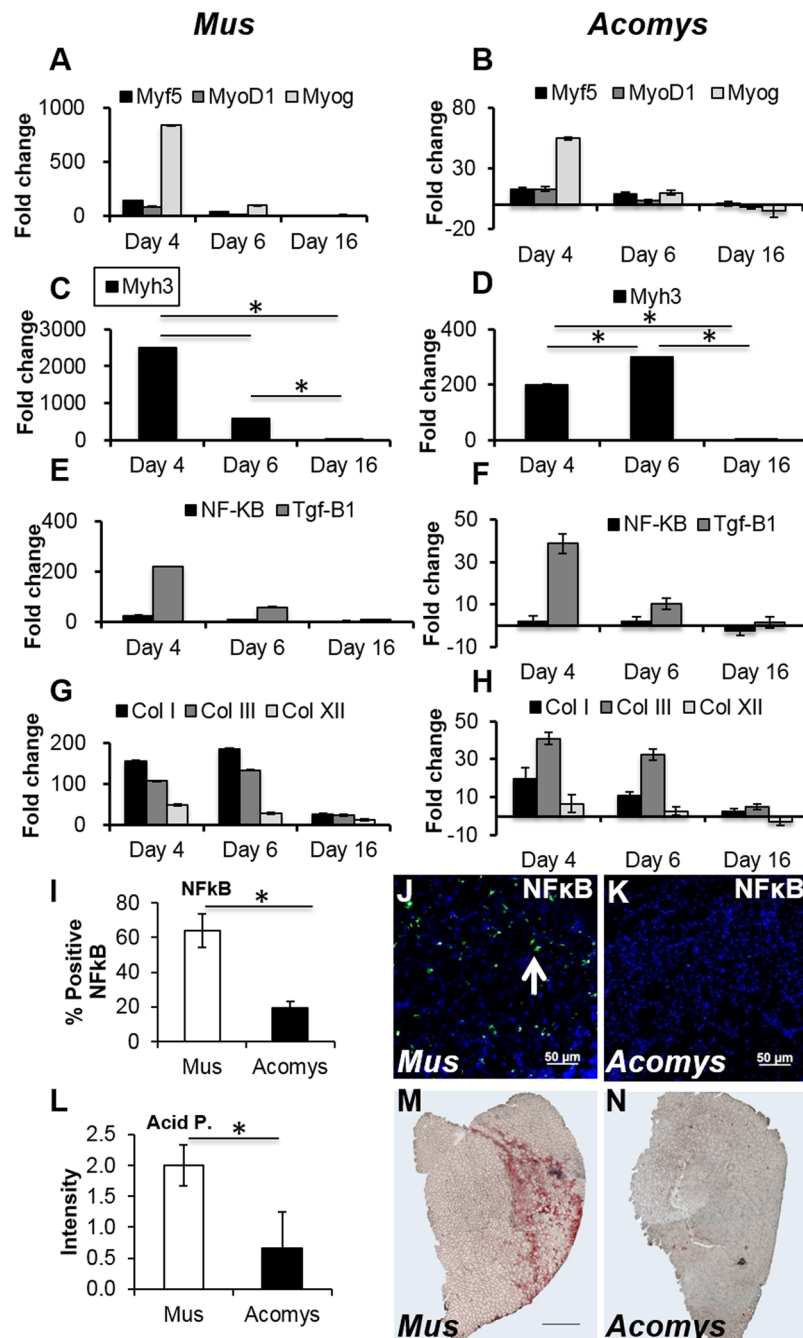 Mus
Acomys
A
Myf5 MyoD1 Myog
Fold change
1000
500
0
Day 4 Day 6 Day 16
B
Myf5 MyoD1 Myog
Fold change
80
30
-20
Day 4 Day 6 Day 16
C
Myh3
*
*
Fold change
3000
2000
1000
0
Day 4 Day 6 Day 16
D
Myh3
*
* *
Fold change
400
200
0
Day 4 Day 6 Day 16
E
NF-KB Tgf-B1
Fold change
400
200
0
Day 4 Day 6 Day 16
F
NF-KB Tgf-B1
Fold change
50
30
10
-10
Day 4 Day 6 Day 16
G
Col I Col III Col XII
Fold change
200
100
0
Day 4 Day 6 Day 16
H
Col I Col III Col XII
Fold change
50
30
10
-10
Day 4 Day 6 Day 16
I
NFkB
*
% Positive
NFkB
80
60
40
20
0
Mus Acomys
J
NFκB
Mus
50 µm
K
NFκB
Acomys
50 µm
L
Acid P.
*
Intensity
2.5
2.0
1.5
1.0
0.5
0.0
Mus Acomys
M
Mus
N
Acomys